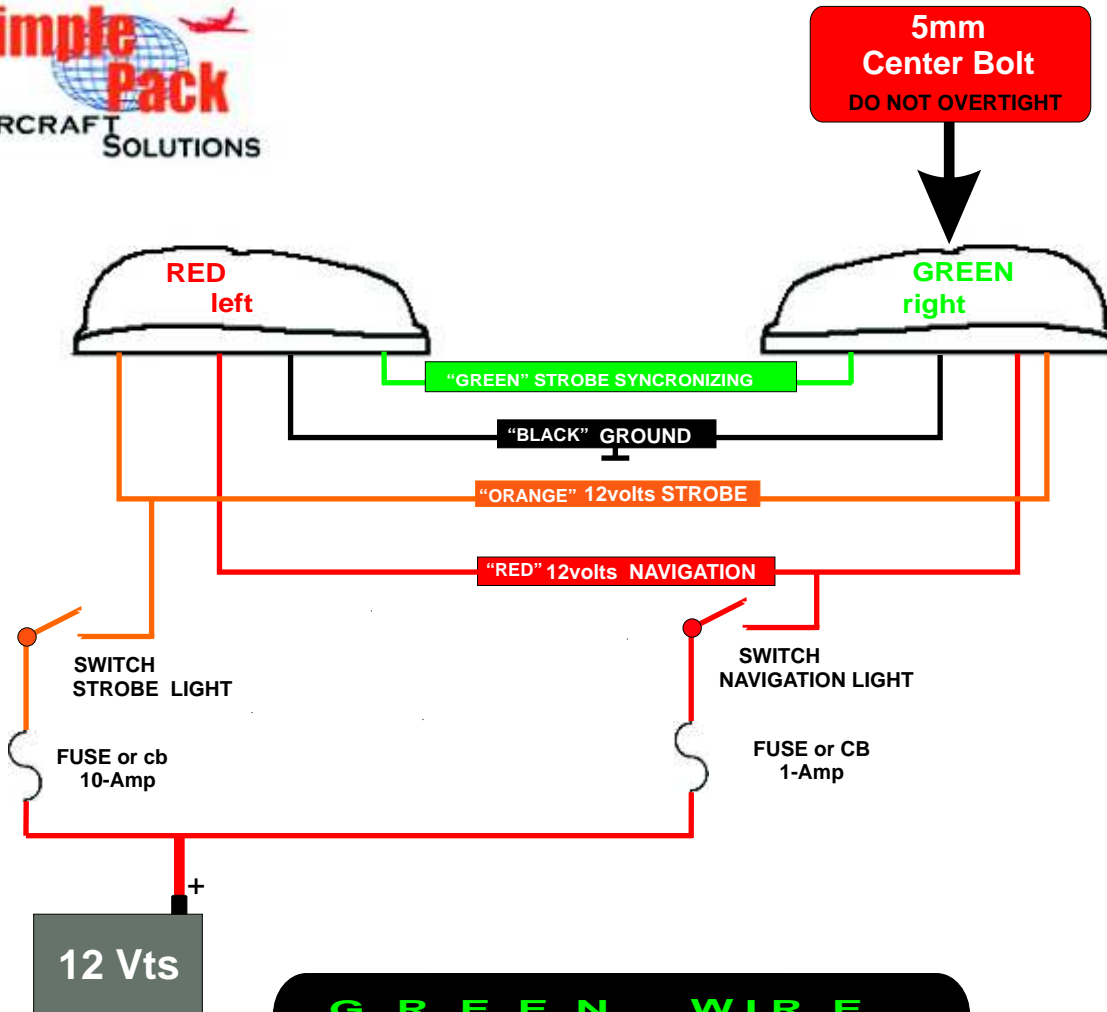 imple
Pack
RCRAFT
SOLUTIONS
5mm
Center Bolt
DO NOT OVERTIGHT
RED
left
GREEN
right
“GREEN” STROBE SYNCRONIZING
“BLACK” GROUND
“ORANGE” 12volts STROBE
“RED” 12volts NAVIGATION
SWITCH
STROBE LIGHT
SWITCH
NAVIGATION LIGHT
FUSE or cb
10-Amp
FUSE or CB
1-Amp
+
12 Vts
GREEN WIRE